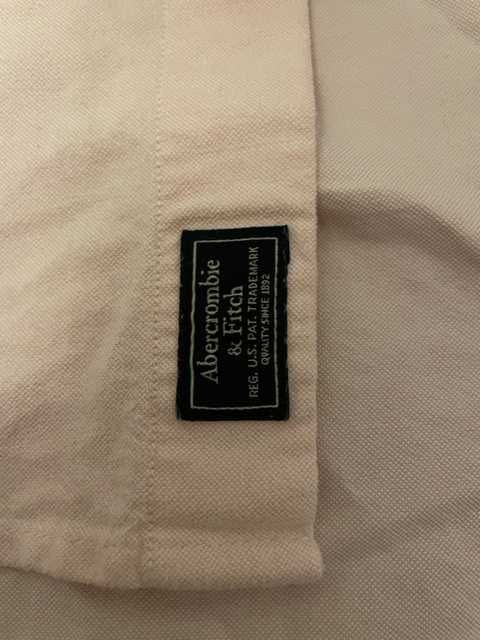 Abercrombie
& Fitch
REG. U.S. PAT. TRADEMARK
QUALITY SINCE 1892